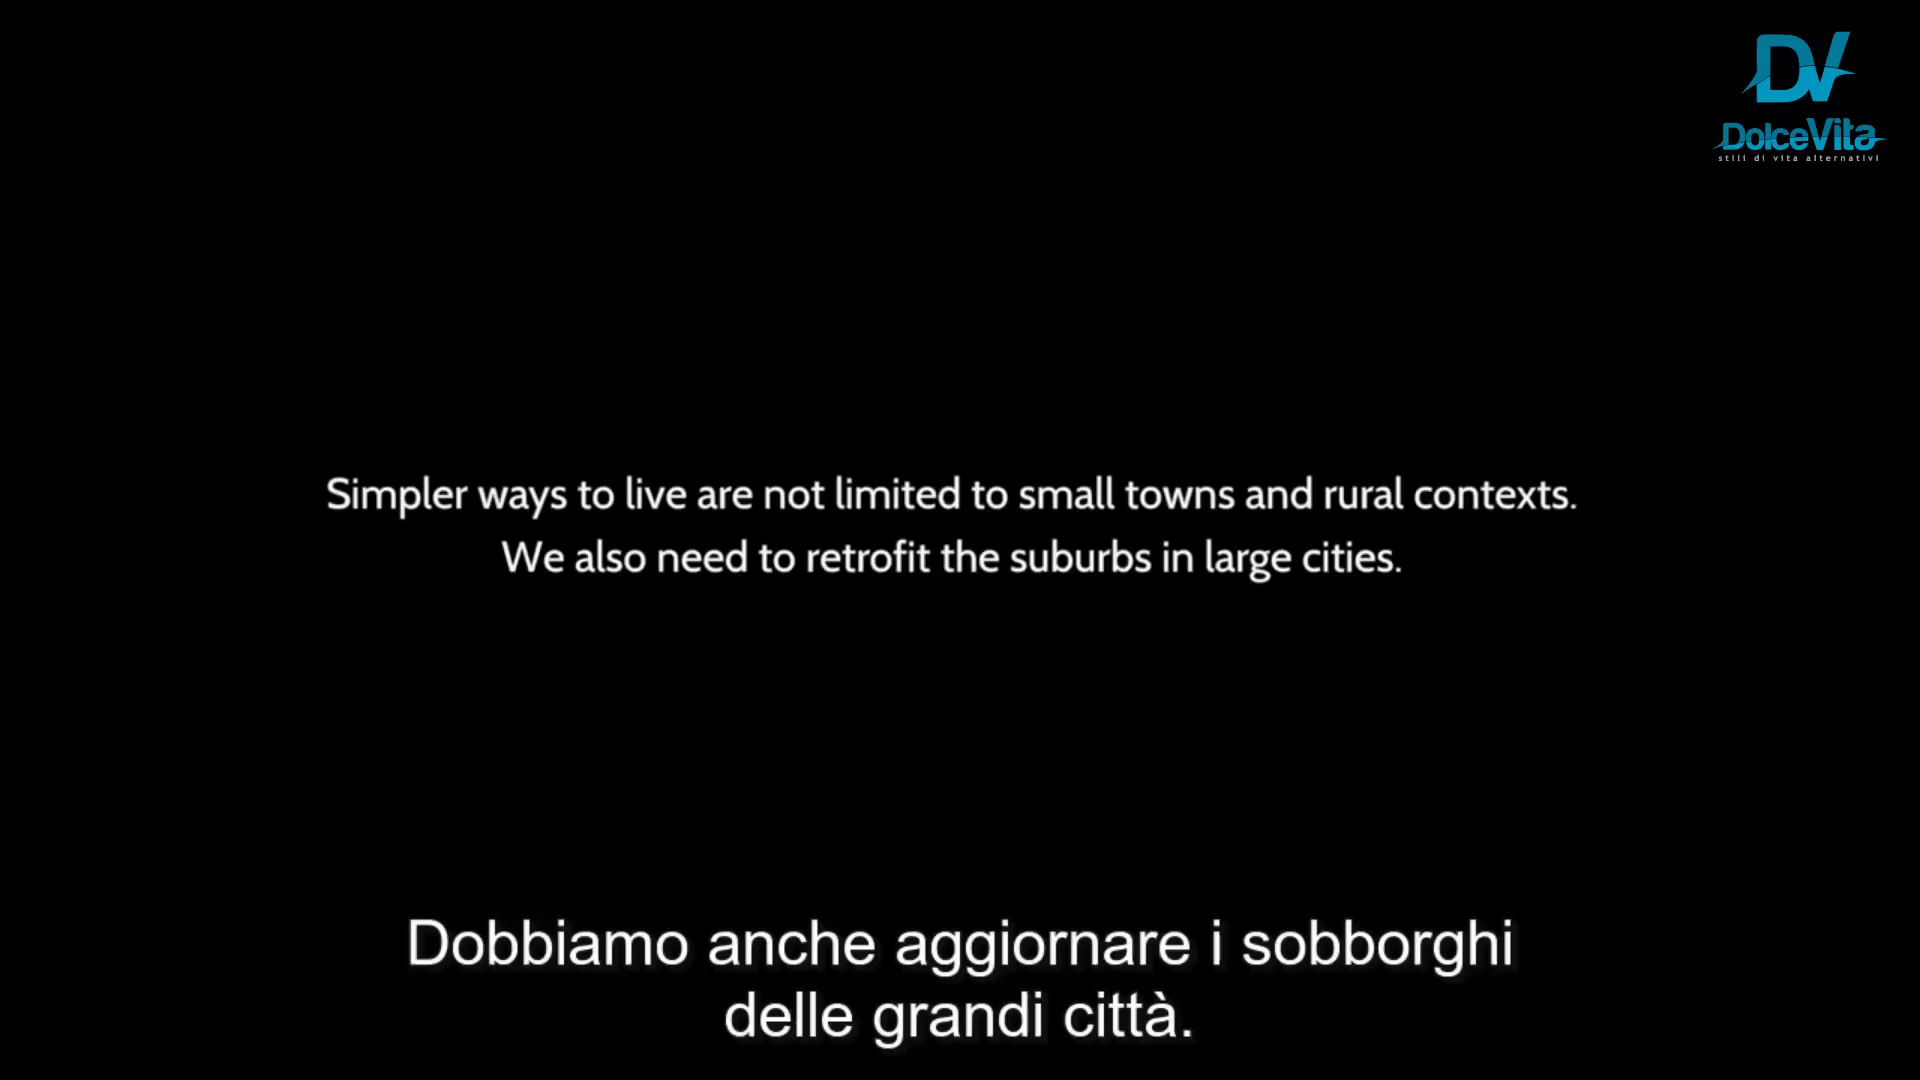 DV
DolceVita
stili di vita alternativi
Simpler ways to live are not limited to small towns and rural contexts.
We also need to retrofit the suburbs in large cities.
Dobbiamo anche aggiornare i sobborghi
delle grandi città.